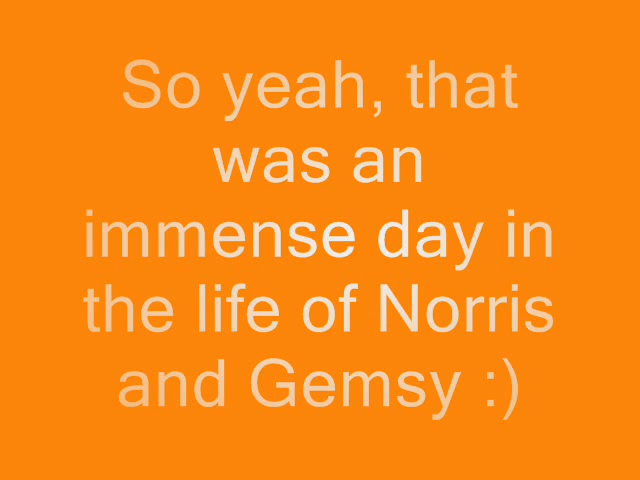 So yeah, that
was an
immense day in
the life of Norris
and Gemsy :)